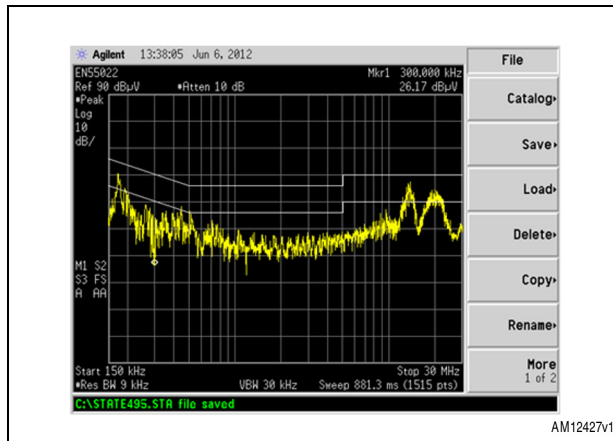 Agilent 13:38:05 Jun 6, 2012
File
EN55022
Mkr1 300.000 kHz
Ref 90 dBµV #Atten 10 dB 26.17 dBµV
#Peak
Log
10
dB/
Catalog
Save
Load
Delete
M1 S2
S3 FS
A AA
Copy
Rename
More
1 of 2
Start 150 kHz Stop 30 MHz
#Res BW 9 kHz VBW 30 kHz Sweep 881.3 ms (1515 pts)
C:\STATE495.STA file saved
AM12427v1